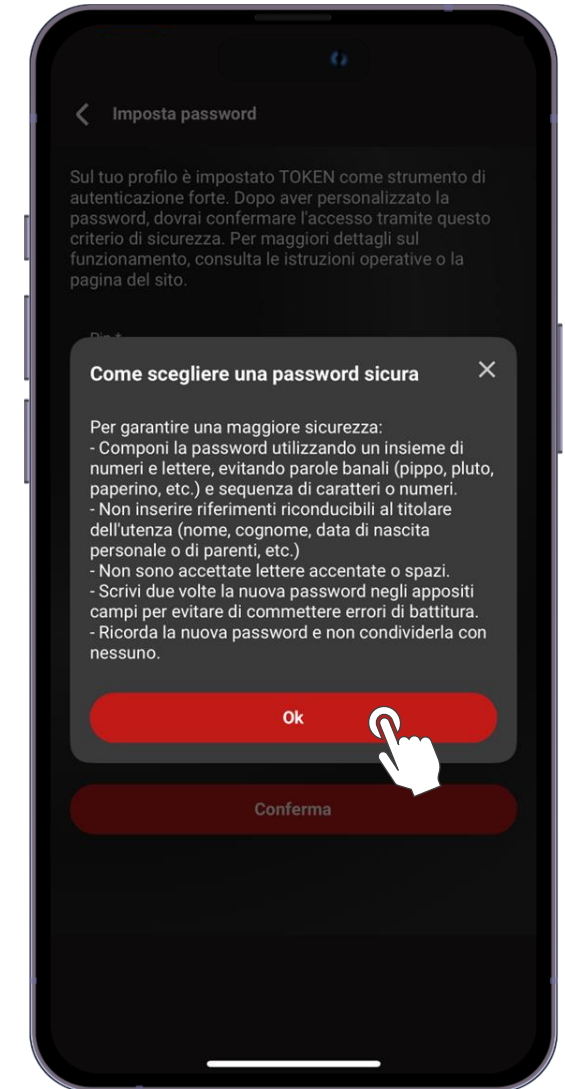 Imposta password
Sul tuo profilo è impostato TOKEN come strumento di
autenticazione forte. Dopo aver personalizzato la
password, dovrai confermare l'accesso tramite questo
criterio di sicurezza. Per maggiori dettagli sul
funzionamento, consulta le istruzioni operative o la
pagina del sito.
Pin *
Come scegliere una password sicura
Per garantire una maggiore sicurezza:
- Componi la password utilizzando un insieme di
numeri e lettere, evitando parole banali (pippo, pluto,
paperino, etc.) e sequenza di caratteri o numeri.
- Non inserire riferimenti riconducibili al titolare
dell'utenza (nome, cognome, data di nascita
personale o di parenti, etc.)
- Non sono accettate lettere accentate o spazi.
- Scrivi due volte la nuova password negli appositi
campi per evitare di commettere errori di battitura.
- Ricorda la nuova password e non condividerla con
nessuno.
Ok
Conferma